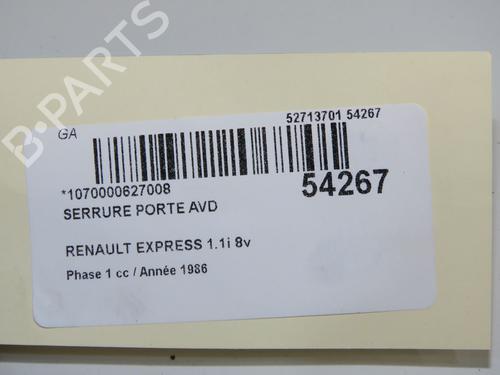 B-PARTS
GA
52713701 54267
*1070000627008
54267
SERRURE PORTE AVD
RENAULT EXPRESS 1.1i 8v
Phase 1 cc / Année 1986